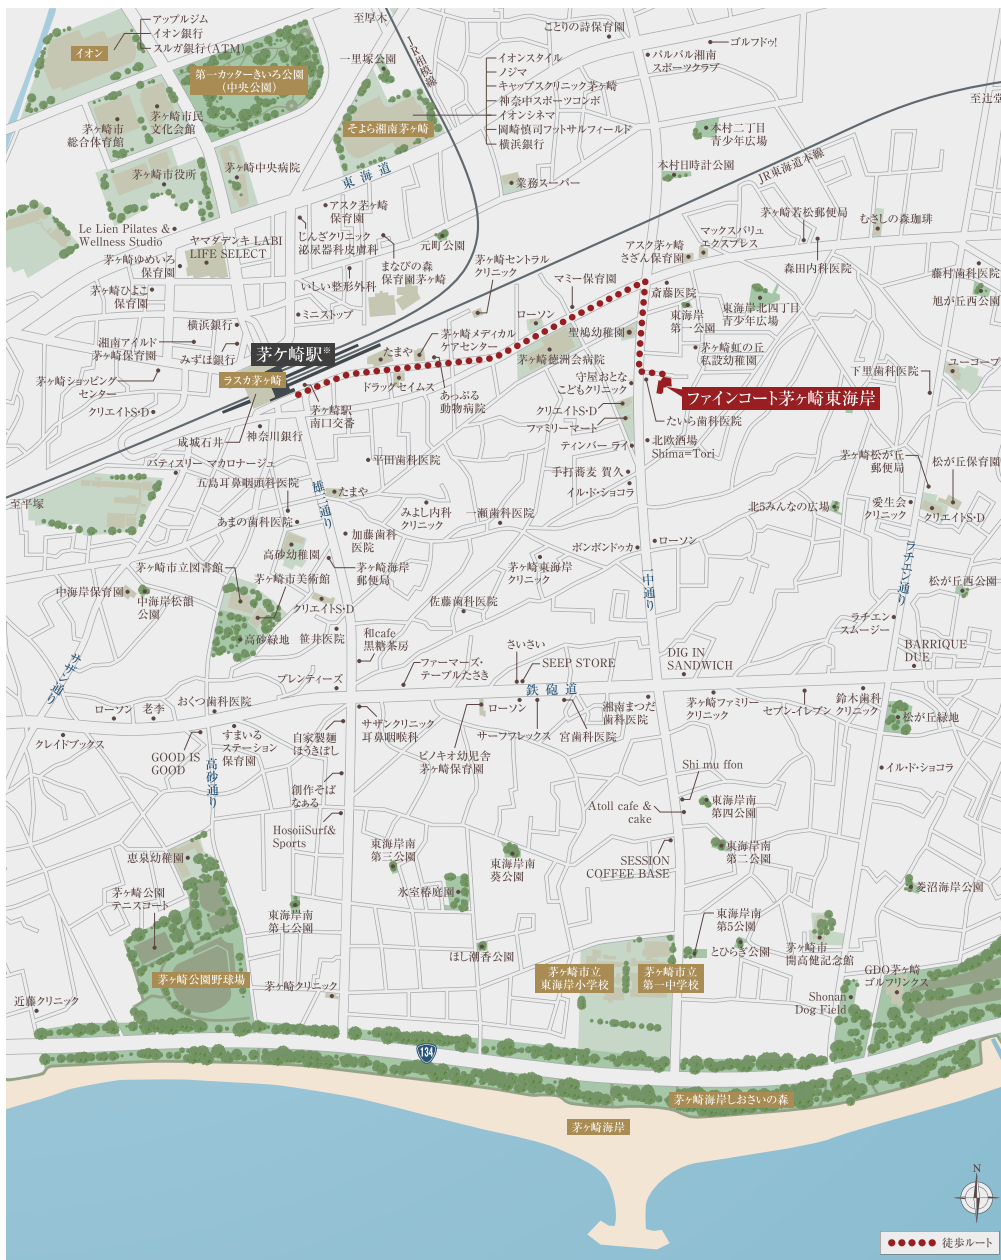 アップルジム
イオン銀行
スルガ銀行(ATM)
イオン
第一カッターきいろ公園
(中央公園)
茅ヶ崎市
総合体育館
茅ヶ崎市民
文化会館
茅ヶ崎市役所
茅ヶ崎中央病院
至厚木
JR相模線
一里塚公園
そよら湘南茅ヶ崎
イオンスタイル
ノジマ
キャップスクリニック茅ヶ崎
神奈中スポーツコンボ
イオンシネマ
岡崎慎司フットサルフィールド
横浜銀行
ことりの詩保育園
パルバル湘南
スポーツクラブ
ゴルフドゥ!
至辻堂
本村二丁目
青少年広場
本村日時計公園
JR東海道本線
東海道
業務スーパー
Le Lien Pilates &
Wellness Studio
ヤマダデンキ LABI
LIFE SELECT
アスク茅ヶ崎
保育園
じんざクリニック
泌尿器科皮膚科
元町公園
まなびの森
保育園茅ヶ崎
いしい整形外科
ミニストップ
茅ヶ崎ゆめいろ
保育園
茅ヶ崎ひよこ
保育園
横浜銀行
湘南アイルド
茅ヶ崎保育園
みずほ銀行
茅ヶ崎ショッピング
センター
クリエイトS・D
茅ヶ崎セントラル
クリニック
マミー保育園
アスク茅ヶ崎
さざん保育園
マックスバリュ
エクスプレス
茅ヶ崎若松郵便局
森田内科医院
むさしの森珈琲
藤村歯科医院
旭が丘西公園
斎藤医院
東海岸
第一公園
東海岸北四丁目
青少年広場
茅ヶ崎虹の丘
私設幼稚園
ローソン
聖鳩幼稚園
茅ヶ崎徳洲会病院
茅ヶ崎メディカル
ケアセンター
たまや
ドラッグセイムス
あっぷる
動物病院
茅ケ崎駅※
ラスカ茅ヶ崎
茅ヶ崎駅
南口交番
神奈川銀行
成城石井
守屋おとな
こどもクリニック
クリエイトS・D
ファミリーマート
ティンバー ライ
手打蕎麦 賀久
イル・ド・ショコラ
ファインコート茅ヶ崎東海岸
たいら歯科医院
北欧酒場
Shima=Tori
ユーコープ
下里歯科医院
茅ヶ崎松が丘
郵便局
松が丘保育園
愛生会
クリニック
クリエイトS・D
北5みんなの広場
至平塚
パティスリー マカロナージュ
五島耳鼻咽頭科医院
あまの歯科医院
雄三通り
平田歯科医院
たまや
みよし内科
クリニック
一瀬歯科医院
加藤歯科
医院
高砂幼稚園
茅ヶ崎海岸
郵便局
茅ヶ崎市立図書館
茅ヶ崎市美術館
クリエイトS・D
中海岸保育園
中海岸松韻
公園
高砂緑地
笹井医院
佐藤歯科医院
茅ヶ崎東海岸
クリニック
ボンボンドゥカ
ローソン
一中通り
ラチエン通り
松が丘西公園
ラチエン
スムージー
BARRIQUE
DUE
和cafe
黒糖茶房
サザン通り
ブレンティーズ
ファーマーズ・
テーブルたさき
さいさい
SEEP STORE
DIG IN
SANDWICH
鉄砲道
ローソン
老李
おくつ歯科医院
クレイドブックス
GOOD IS
GOOD
すまいる
ステーション
保育園
自家製麺
ほうきぼし
サザンクリニック
耳鼻咽喉科
ローソン
サーフフレックス
ピノキオ幼児舎
茅ヶ崎保育園
宮歯科医院
湘南まつだ
歯科医院
茅ヶ崎ファミリー
クリニック
セブン-イレブン
鈴木歯科
クリニック
松が丘緑地
イル・ド・ショコラ
高砂通り
創作そば
なぁる
HosoiiSurf&
Sports
Shi mu ffon
Atoll cafe &
cake
東海岸南
第四公園
SESSION
COFFEE BASE
東海岸南
第二公園
恵泉幼稚園
茅ヶ崎公園
テニスコート
東海岸南
第三公園
東海岸南
葵公園
氷室椿庭園
東海岸南
第七公園
東海岸南
第5公園
とひらぎ公園
茅ヶ崎市
開高健記念館
菱沼海岸公園
ほし潮香公園
茅ヶ崎公園野球場
茅ヶ崎クリニック
近藤クリニック
茅ヶ崎市立
東海岸小学校
茅ヶ崎市立
第一中学校
GDO茅ヶ崎
ゴルフリンクス
Shonan
Dog Field
134
茅ヶ崎海岸しおさいの森
茅ヶ崎海岸
N
徒歩ルート